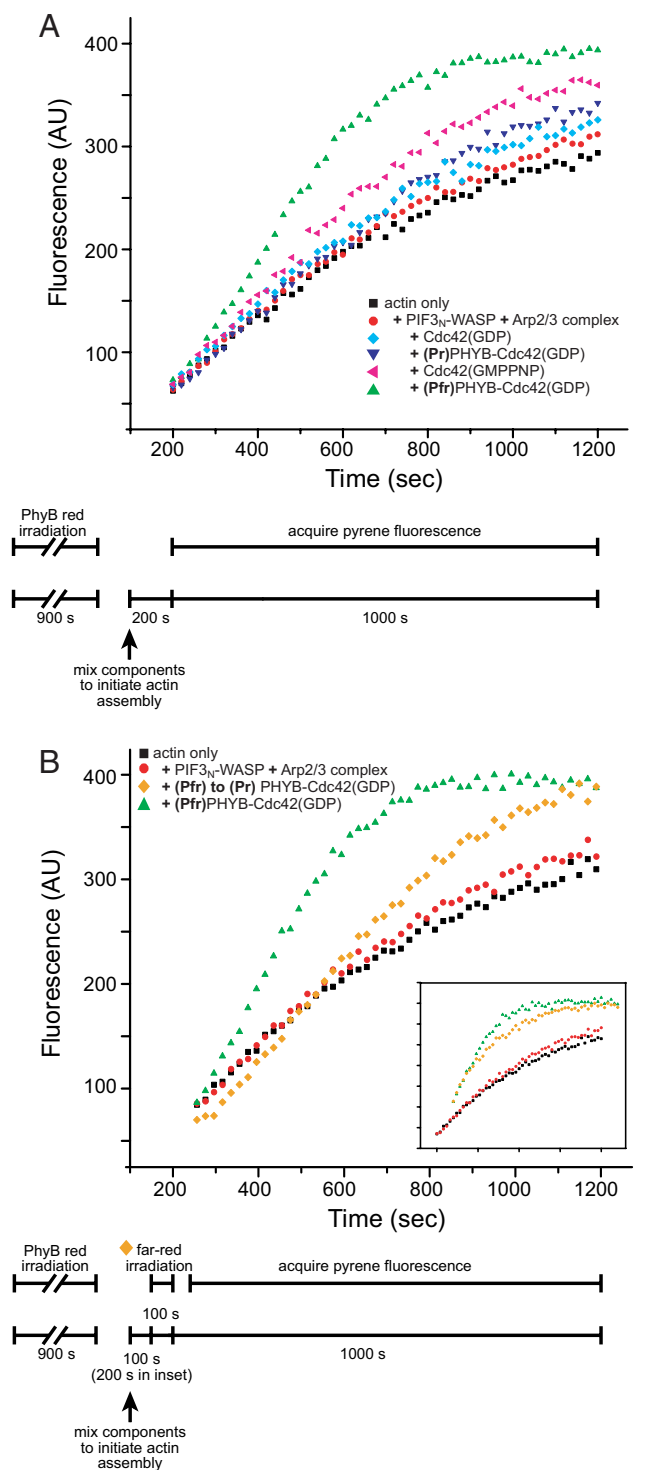 A
Fluorescence (AU)
400
300
200
100
actin only
+ PIF3N-WASP + Arp2/3 complex
+ Cdc42(GDP)
+ (Pr)PHYB-Cdc42(GDP)
+ Cdc42(GMPPNP)
+ (Pfr)PHYB-Cdc42(GDP)
200 400 600 800 1000 1200
Time (sec)
PhyB red
irradiation
acquire pyrene fluorescence
900 s
200 s
1000 s
mix components
to initiate actin
assembly
B
Fluorescence (AU)
400
300
200
100
actin only
+ PIF3N-WASP + Arp2/3 complex
+ (Pfr) to (Pr) PHYB-Cdc42(GDP)
+ (Pfr)PHYB-Cdc42(GDP)
200 400 600 800 1000 1200
Time (sec)
PhyB red
irradiation
far-red
irradiation
acquire pyrene fluorescence
100 s
900 s
100 s
(200 s in inset)
1000 s
mix components
to initiate actin
assembly